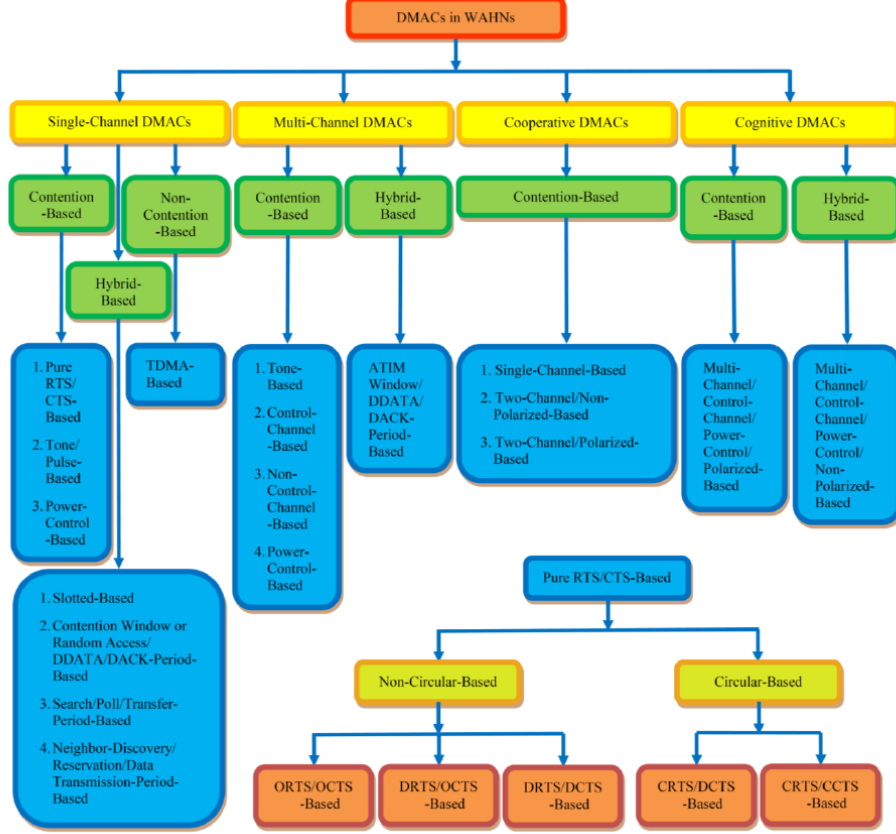 DMACs in WAHNs
Single-Channel DMACs
Multi-Channel DMACs
Cooperative DMACs
Cognitive DMACs
Contention
-Based
Non-
Contention
-Based
Contention
-Based
Hybrid-
Based
Contention-Based
Contention
-Based
Hybrid-
Based
Hybrid-
Based
1. Pure
RTS/
CTS-
Based
2. Tone/
Pulse-
Based
3. Power-
Control
-Based
TDMA-
Based
1. Tone-
Based
2. Control-
Channel
-Based
3. Non-
Control-
Channel
-Based
4. Power-
Control-
Based
ATIM
Window/
DDATA/
DACK-
Period-
Based
1. Single-Channel-Based
2. Two-Channel/Non-
Polarized-Based
3. Two-Channel/Polarized-
Based
Multi-
Channel/
Control-
Channel/
Power-
Control/
Polarized-
Based
Multi-
Channel/
Control-
Channel/
Power-
Control/
Non-
Polarized-
Based
1. Slotted-Based
2. Contention Window or
Random Access/
DDATA/DACK-Period-
Based
3. Search/Poll/Transfer-
Period-Based
4. Neighbor-Discovery/
Reservation/Data
Transmission-Period-
Based
Pure RTS/CTS-Based
Non-Circular-Based
Circular-Based
ORTS/OCTS
-Based
DRTS/OCTS
-Based
DRTS/DCTS
-Based
CRTS/DCTS
-Based
CRTS/CCTS
-Based